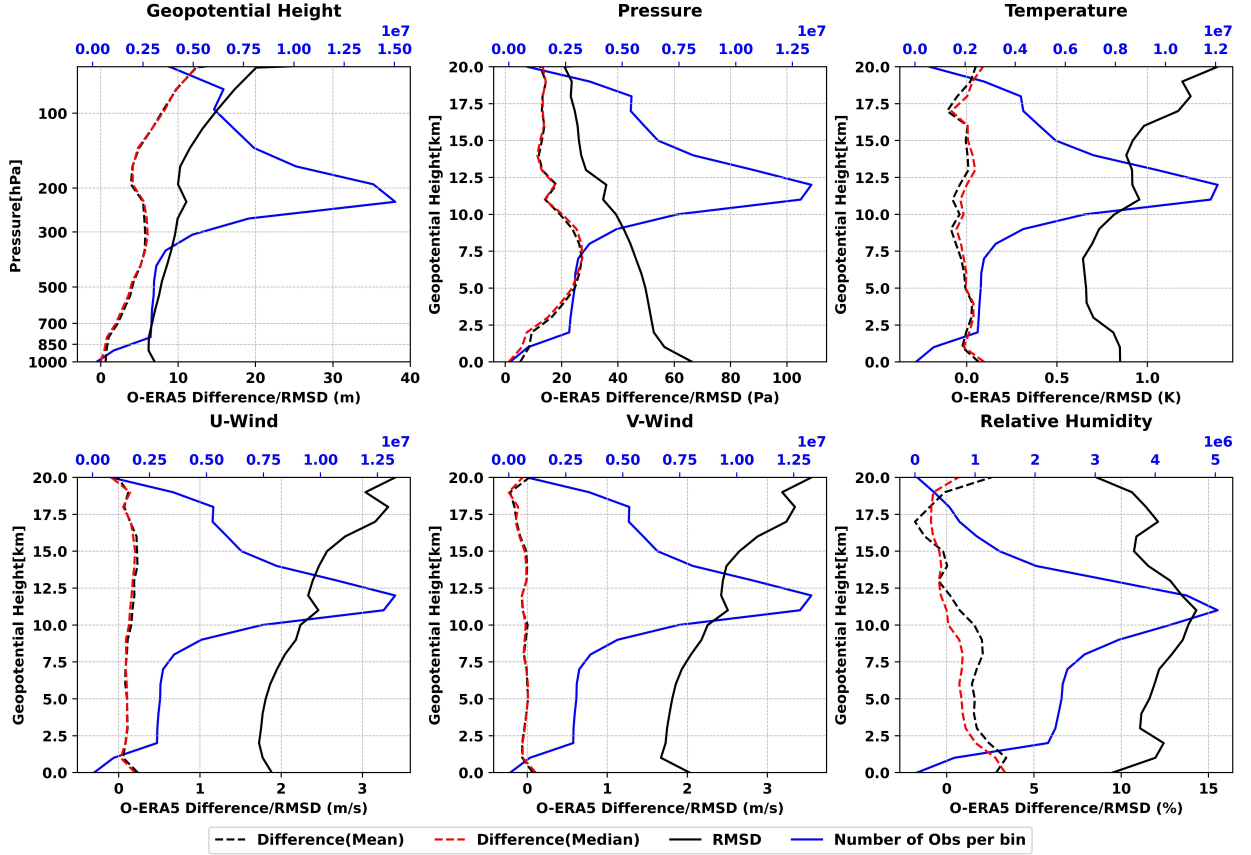 Geopotential Height
1e7
0.00 0.25 0.50 0.75 1.00 1.25 1.50
100
200
300
500
700
850
1000
Pressure[hPa]
0 10 20 30 40
O-ERA5 Difference/RMSD (m)
Pressure
1e7
0.00 0.25 0.50 0.75 1.00 1.25
20.0
17.5
15.0
12.5
10.0
7.5
5.0
2.5
0.0
Geopotential Height[km]
0 20 40 60 80 100
O-ERA5 Difference/RMSD (Pa)
Temperature
1e7
0.0 0.2 0.4 0.6 0.8 1.0 1.2
20.0
17.5
15.0
12.5
10.0
7.5
5.0
2.5
0.0
Geopotential Height[km]
0.0 0.5 1.0
O-ERA5 Difference/RMSD (K)
U-Wind
1e7
0.00 0.25 0.50 0.75 1.00 1.25
20.0
17.5
15.0
12.5
10.0
7.5
5.0
2.5
0.0
Geopotential Height[km]
0 1 2 3
O-ERA5 Difference/RMSD (m/s)
V-Wind
1e7
0.00 0.25 0.50 0.75 1.00 1.25
20.0
17.5
15.0
12.5
10.0
7.5
5.0
2.5
0.0
Geopotential Height[km]
0 1 2 3
O-ERA5 Difference/RMSD (m/s)
Relative Humidity
1e6
0 1 2 3 4 5
20.0
17.5
15.0
12.5
10.0
7.5
5.0
2.5
0.0
Geopotential Height[km]
0 5 10 15
O-ERA5 Difference/RMSD (%)
Difference(Mean) Difference(Median) RMSD Number of Obs per bin